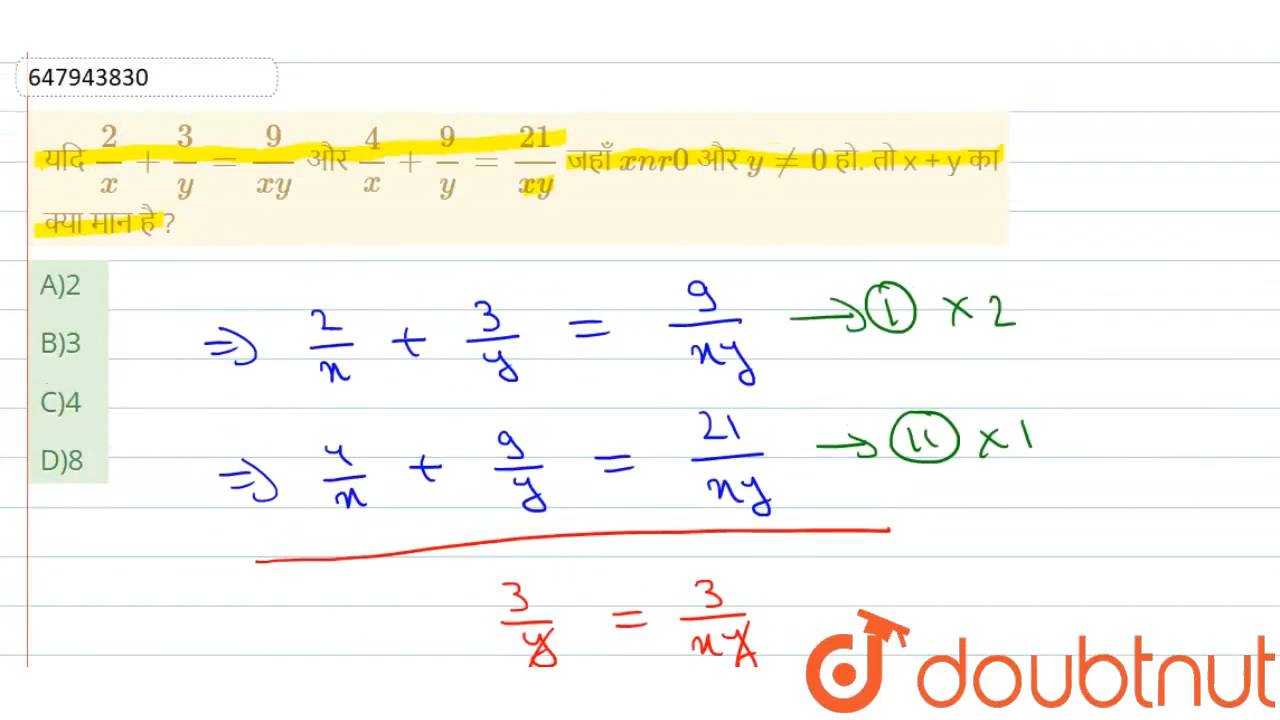 647943830
यदि 2/x + 3/y = 9/xy और 4/x + 9/y = 21/xy जहाँ xnr0 और y ≠ 0 हो. तो x + y का
क्या मान है ?
A)2
B)3
C)4
D)8
⇒ 2/x + 3/y = 9/xy → (i) × 2
⇒ 4/x + 9/y = 21/xy → (ii) × 1
3/y = 3/xy
doubtnut